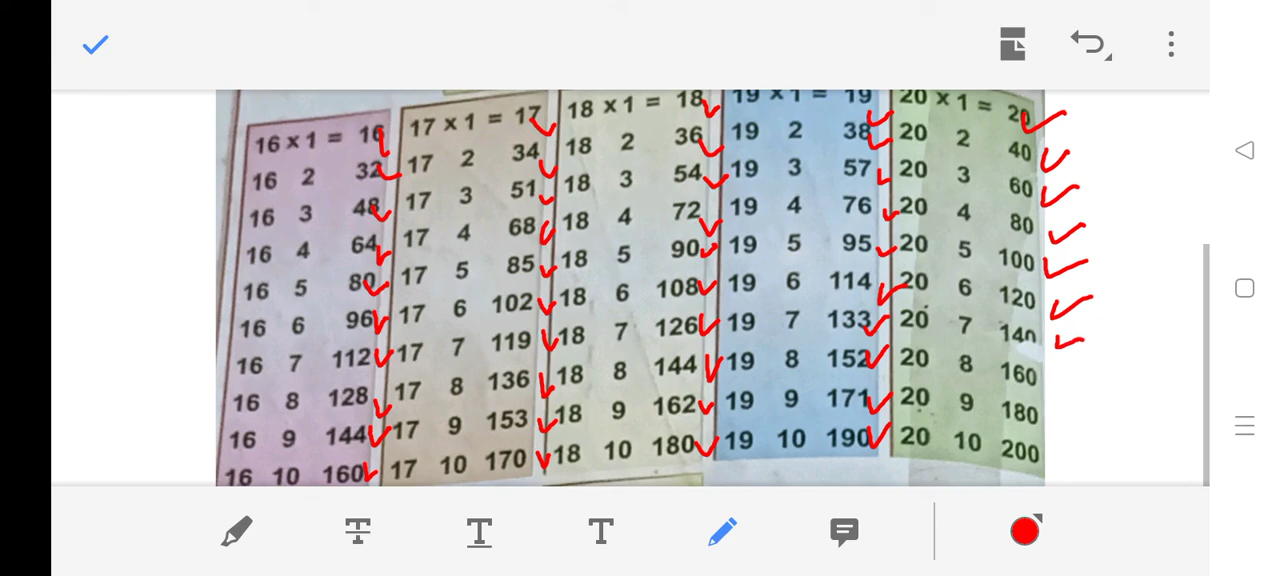 16 x 1 = 16
16 2 32
16 3 48
16 4 64
16 5 80
16 6 96
16 7 112
16 8 128
16 9 144
16 10 160
17 x 1 = 17
17 2 34
17 3 51
17 4 68
17 5 85
17 6 102
17 7 119
17 8 136
17 9 153
17 10 170
18 x 1 = 18
18 2 36
18 3 54
18 4 72
18 5 90
18 6 108
18 7 126
18 8 144
18 9 162
18 10 180
19 x 1 = 19
19 2 38
19 3 57
19 4 76
19 5 95
19 6 114
19 7 133
19 8 152
19 9 171
19 10 190
20 x 1 = 20
20 2 40
20 3 60
20 4 80
20 5 100
20 6 120
20 7 140
20 8 160
20 9 180
20 10 200
T
T
T